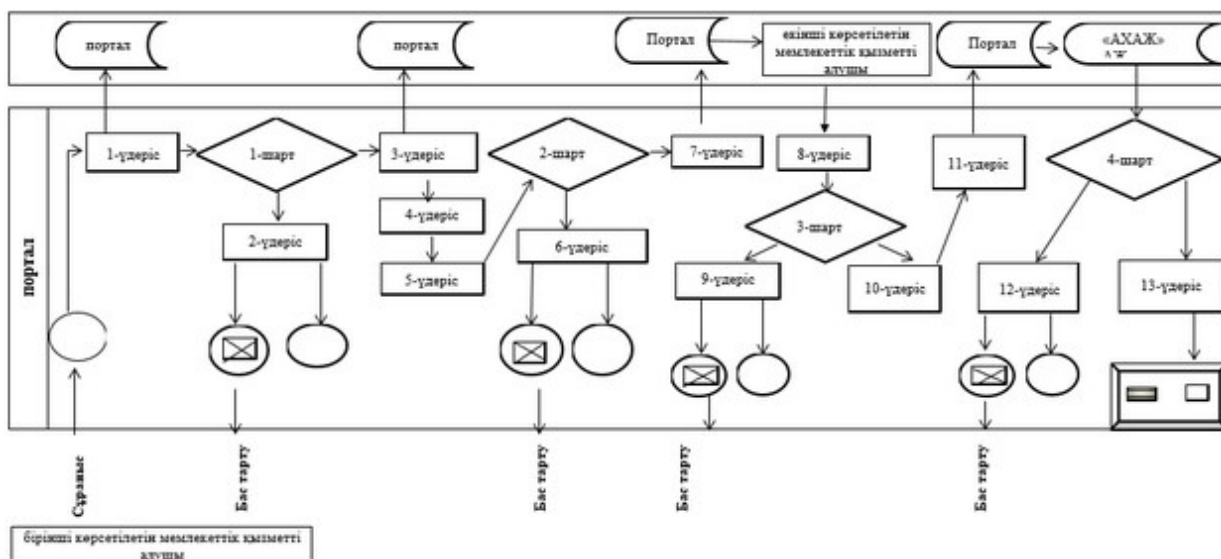 портал
портал
Портал
екінші көрсетілетін
мемлекеттік қызметті
алушы
Портал
«АХАЖ»
АЖ
портал
1-үдеріс
1-шарт
3-үдеріс
2-шарт
7-үдеріс
8-үдеріс
11-үдеріс
4-шарт
4-үдеріс
2-үдеріс
3-шарт
6-үдеріс
5-үдеріс
9-үдеріс
10-үдеріс
12-үдеріс
13-үдеріс
Сұраныс
Бас тарту
Бас тарту
Бас тарту
Бас тарту
бірінші көрсетілетін мемлекеттік қызметті
алушы